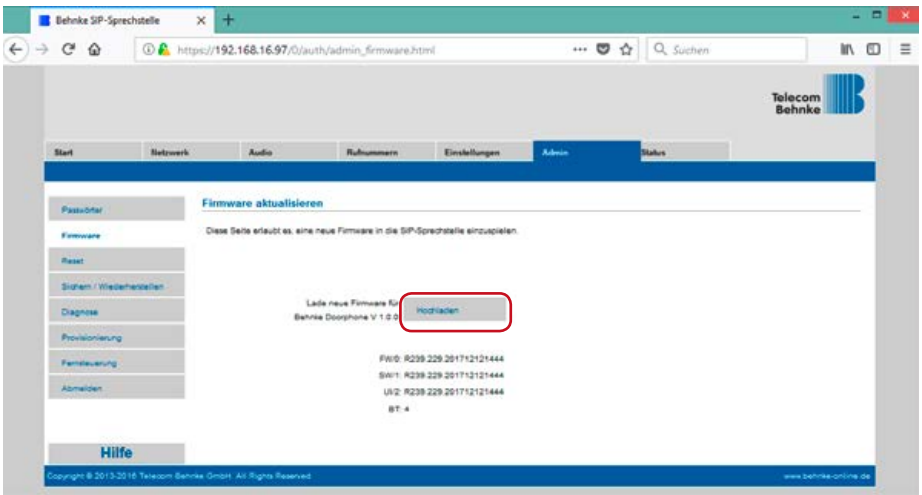 Behnke SIP-Sprechstelle
https://192.168.16.97/0/auth/admin_firmware.html
Suchen
Telecom
Behnke
Start Netzwerk Audio Rufnummern Einstellungen Admin Status
Passwörter
Firmware
Reset
Sichern / Wiederherstellen
Diagnose
Provisionierung
Fernsteuerung
Abmelden
Hilfe
Firmware aktualisieren
Diese Seite erlaubt es, eine neue Firmware in die SIP-Sprechstelle einzuspielen.
Lade neue Firmware für
Behnke Doorphone V 1.0.0
Hochladen
FW/0: R239.229.201712121444
SW/1: R239.229.201712121444
UI/2: R239.229.201712121444
BT: 4
Copyright © 2013-2016 Telecom Behnke GmbH. All Rights Reserved.
www.behnke-online.de